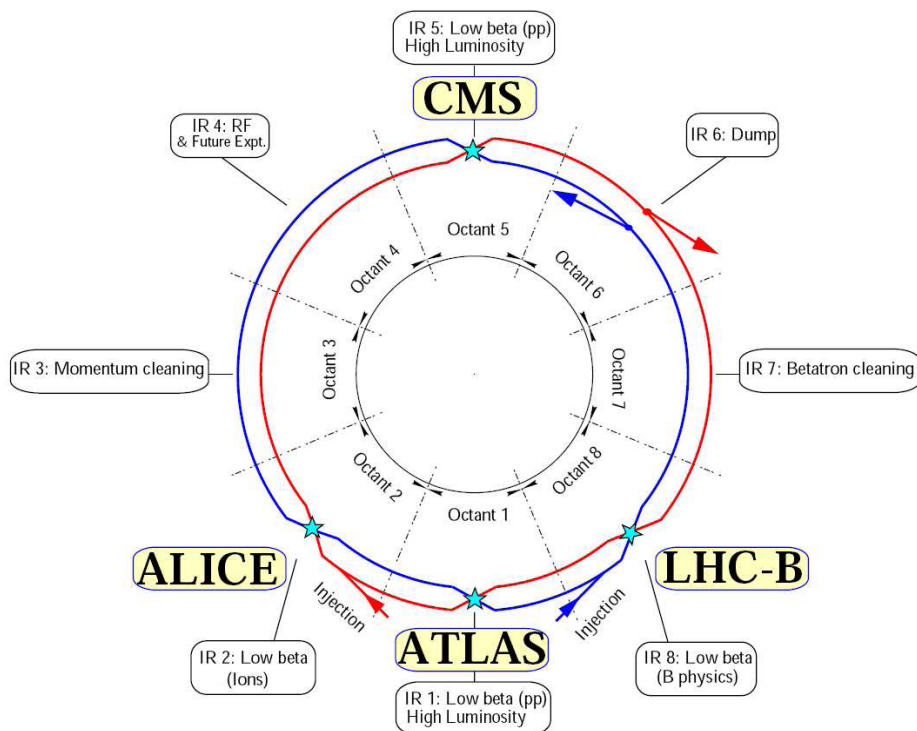 IR 5: Low beta (pp)
High Luminosity
CMS
IR 4: RF
& Future Expt.
IR 6: Dump
Octant 5
Octant 4
Octant 6
Octant 3
Octant 7
IR 3: Momentum cleaning
IR 7: Betatron cleaning
Octant 2
Octant 8
Octant 1
ALICE
LHC-B
Injection
Injection
ATLAS
IR 2: Low beta
(Ions)
IR 8: Low beta
(B physics)
IR 1: Low beta (pp)
High Luminosity